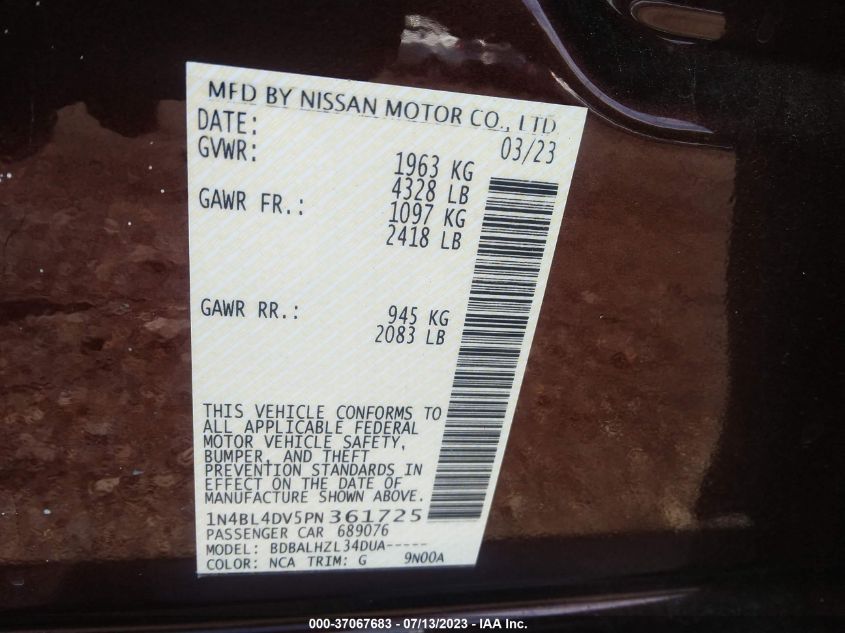 MFD BY NISSAN MOTOR CO., LTD
DATE: 03/23
GVWR: 1963 KG
4328 LB
GAWR FR.: 1097 KG
2418 LB
GAWR RR.: 945 KG
2083 LB
THIS VEHICLE CONFORMS TO
ALL APPLICABLE FEDERAL
MOTOR VEHICLE SAFETY,
BUMPER, AND THEFT
PREVENTION STANDARDS IN
EFFECT ON THE DATE OF
MANUFACTURE SHOWN ABOVE.
1N4BL4DV5PN361725
PASSENGER CAR 689076
MODEL: BDBALHZL34DUA-----
COLOR: NCA TRIM: G 9N00A
000-37067683 - 07/13/2023 - IAA Inc.